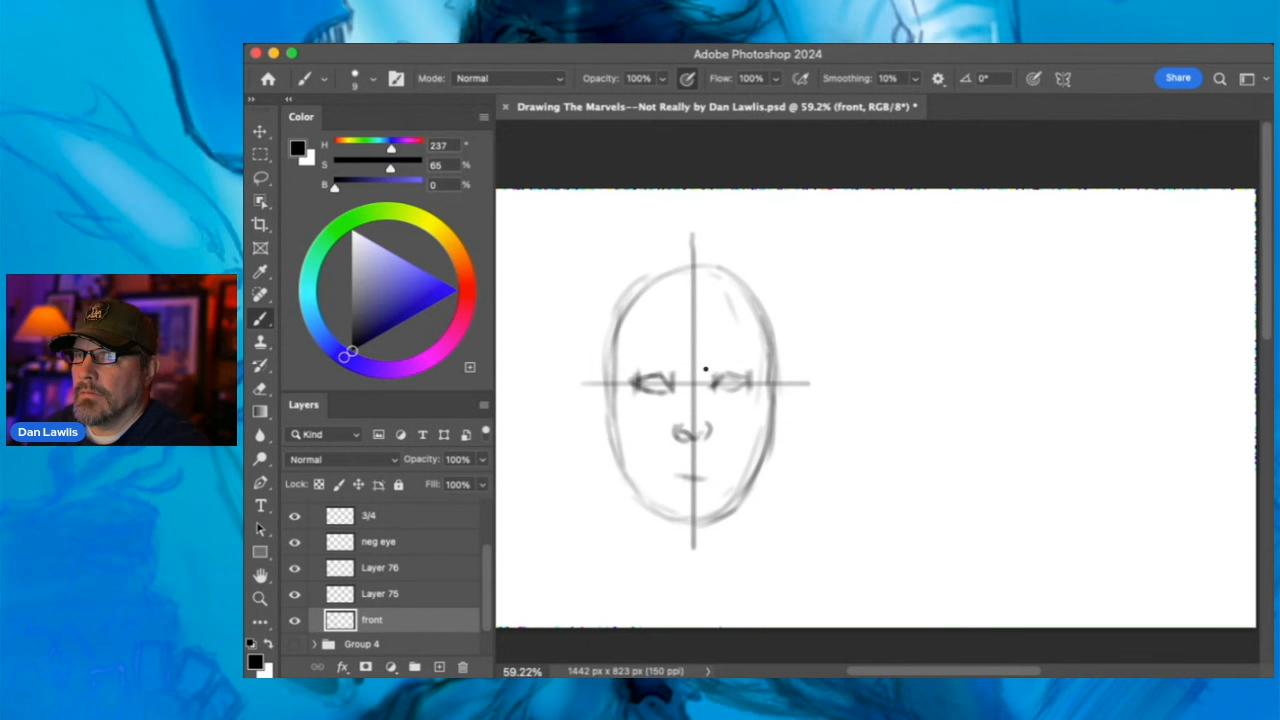 Adobe Photoshop 2024
9
Mode: Normal
Opacity: 100%
Flow: 100%
Smoothing: 10%
0°
Share
Color
× Drawing The Marvels--Not Really by Dan Lawlis.psd @ 59.2% (front, RGB/8*) *
H 237 °
S 65 %
B 0 %
Layers
Kind
Normal
Opacity: 100%
Lock:
Fill: 100%
3/4
neg eye
Layer 76
Layer 75
front
Group 4
59.22%
1442 px x 823 px (150 ppi)
Dan Lawlis